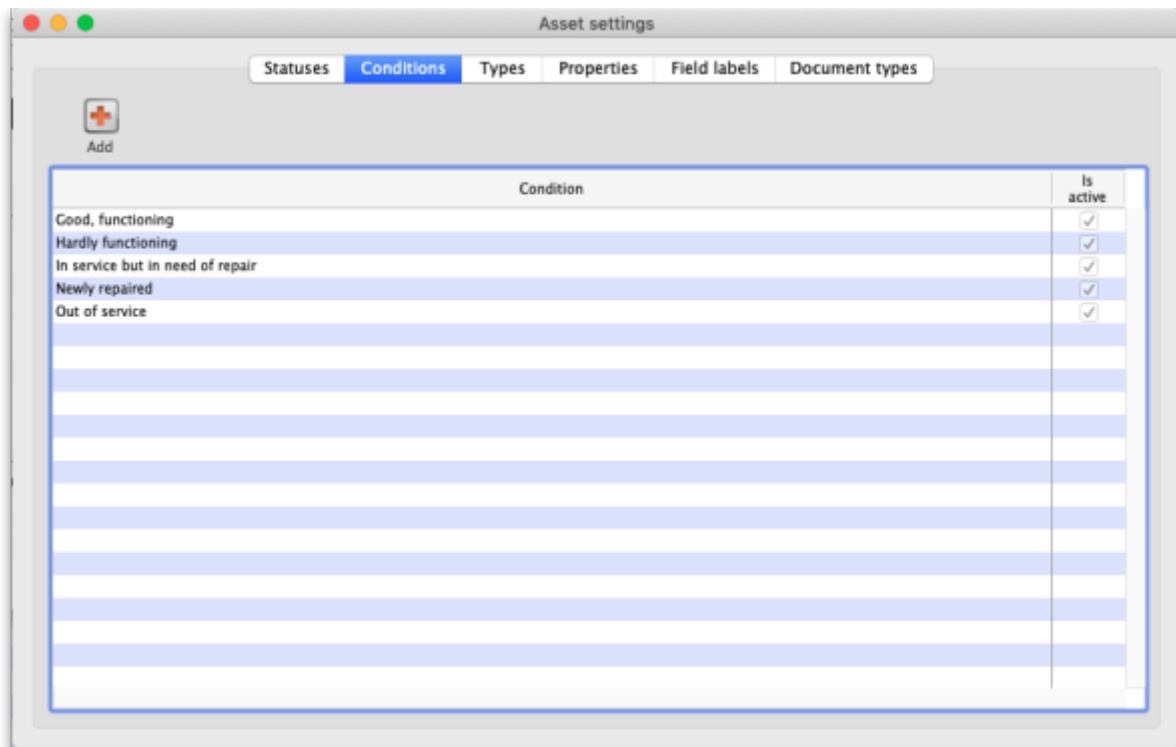 Asset settings
Statuses Conditions Types Properties Field labels Document types
Add
Condition Is active
Good, functioning
Hardly functioning
In service but in need of repair
Newly repaired
Out of service